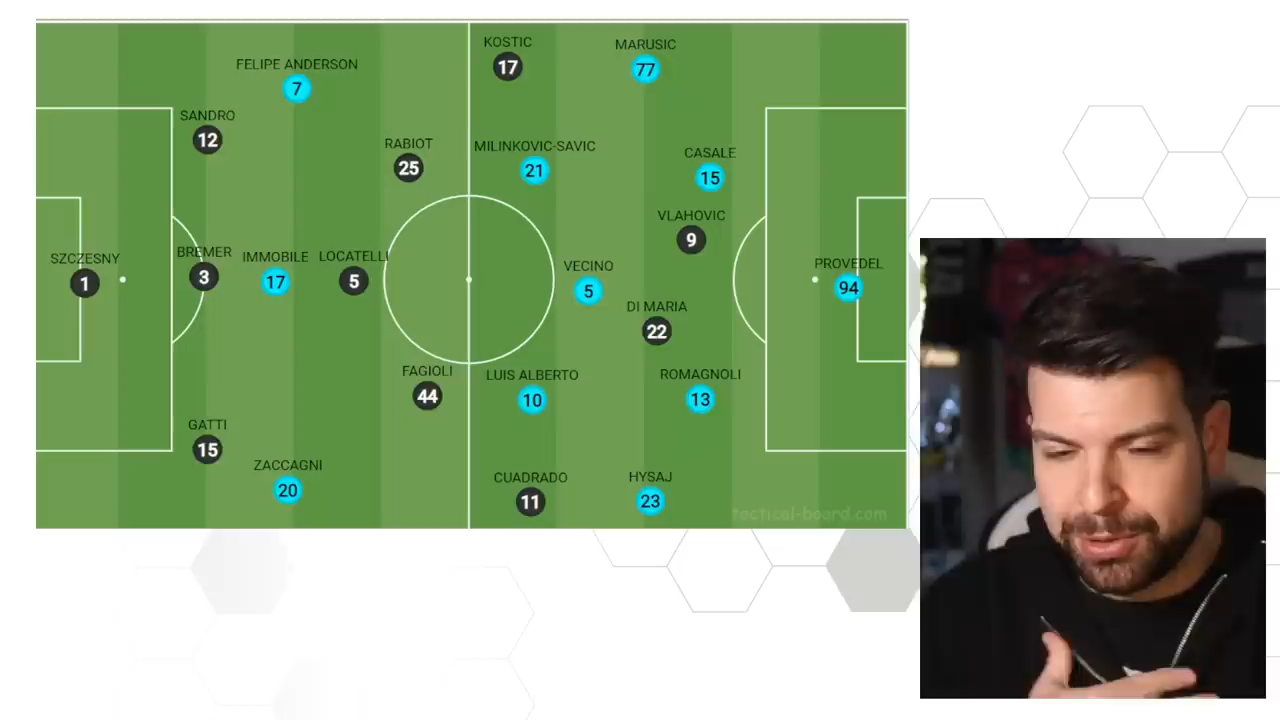 KOSTIC
17
MARUSIC
77
FELIPE ANDERSON
7
SANDRO
12
RABIOT
25
MILINKOVIC-SAVIC
21
CASALE
15
VLAHOVIC
9
SZCZESNY
1
BREMER
3
IMMOBILE
17
LOCATELLI
5
VECINO
5
PROVEDEL
94
DI MARIA
22
FAGIOLI
44
LUIS ALBERTO
10
ROMAGNOLI
13
GATTI
15
ZACCAGNI
20
CUADRADO
11
HYSAJ
23
tactical-board.com